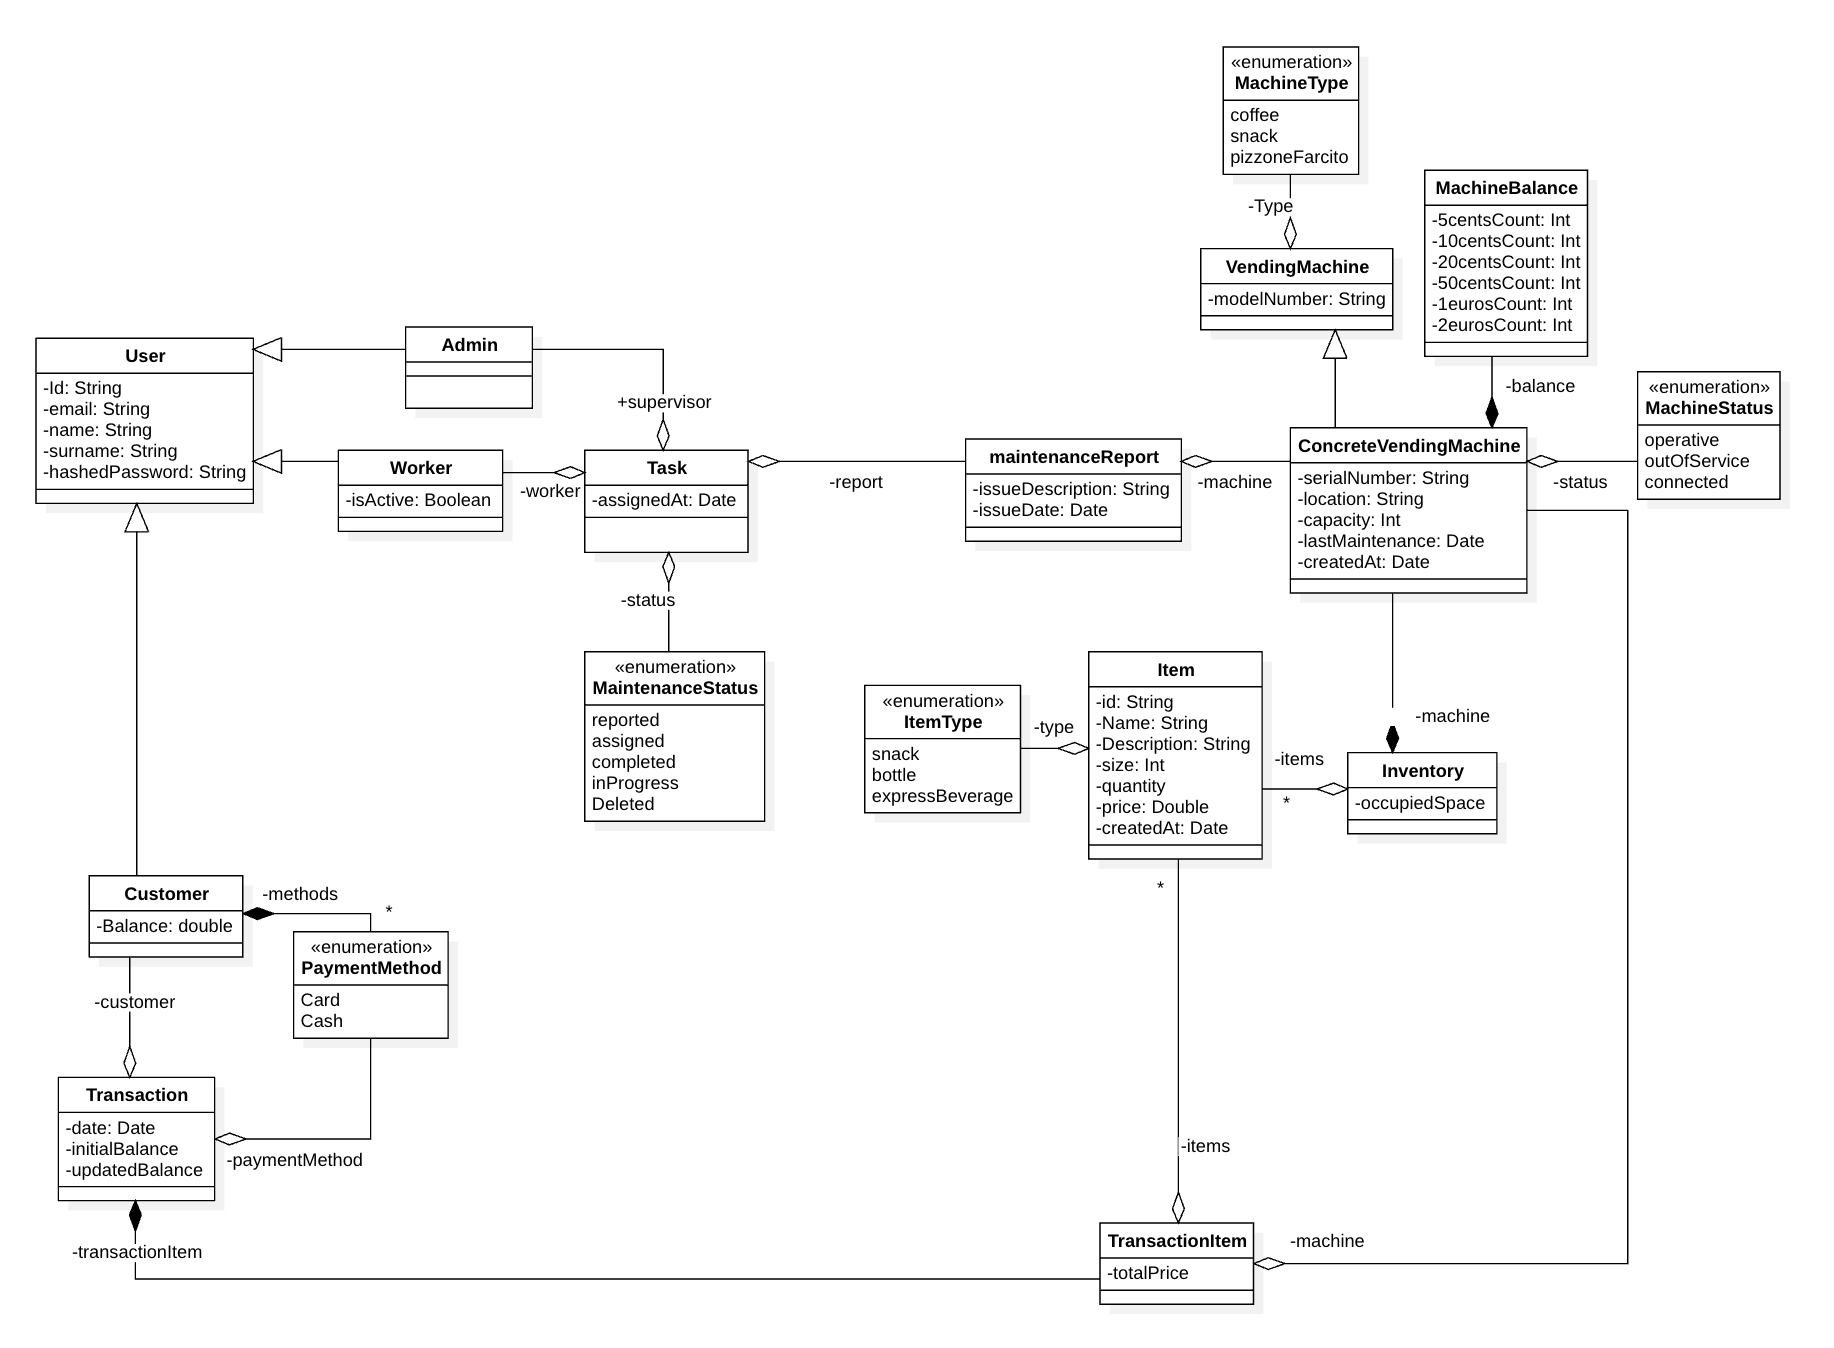 «enumeration»
MachineType
coffee
snack
pizzoneFarcito
-Type
VendingMachine
-modelNumber: String
MachineBalance
-5centsCount: Int
-10centsCount: Int
-20centsCount: Int
-50centsCount: Int
-1eurosCount: Int
-2eurosCount: Int
-balance
«enumeration»
MachineStatus
operative
outOfService
connected
-status
User
-Id: String
-email: String
-name: String
-surname: String
-hashedPassword: String
Admin
+supervisor
Worker
-isActive: Boolean
-worker
Task
-assignedAt: Date
-report
maintenanceReport
-issueDescription: String
-issueDate: Date
-machine
ConcreteVendingMachine
-serialNumber: String
-location: String
-capacity: Int
-lastMaintenance: Date
-createdAt: Date
-status
«enumeration»
MaintenanceStatus
reported
assigned
completed
inProgress
Deleted
«enumeration»
ItemType
snack
bottle
expressBeverage
-type
Item
-id: String
-Name: String
-Description: String
-size: Int
-quantity
-price: Double
-createdAt: Date
-items
*
-machine
Inventory
-occupiedSpace
Customer
-Balance: double
-methods
*
«enumeration»
PaymentMethod
Card
Cash
-customer
Transaction
-date: Date
-initialBalance
-updatedBalance
-paymentMethod
-transactionItem
*
-items
TransactionItem
-totalPrice
-machine